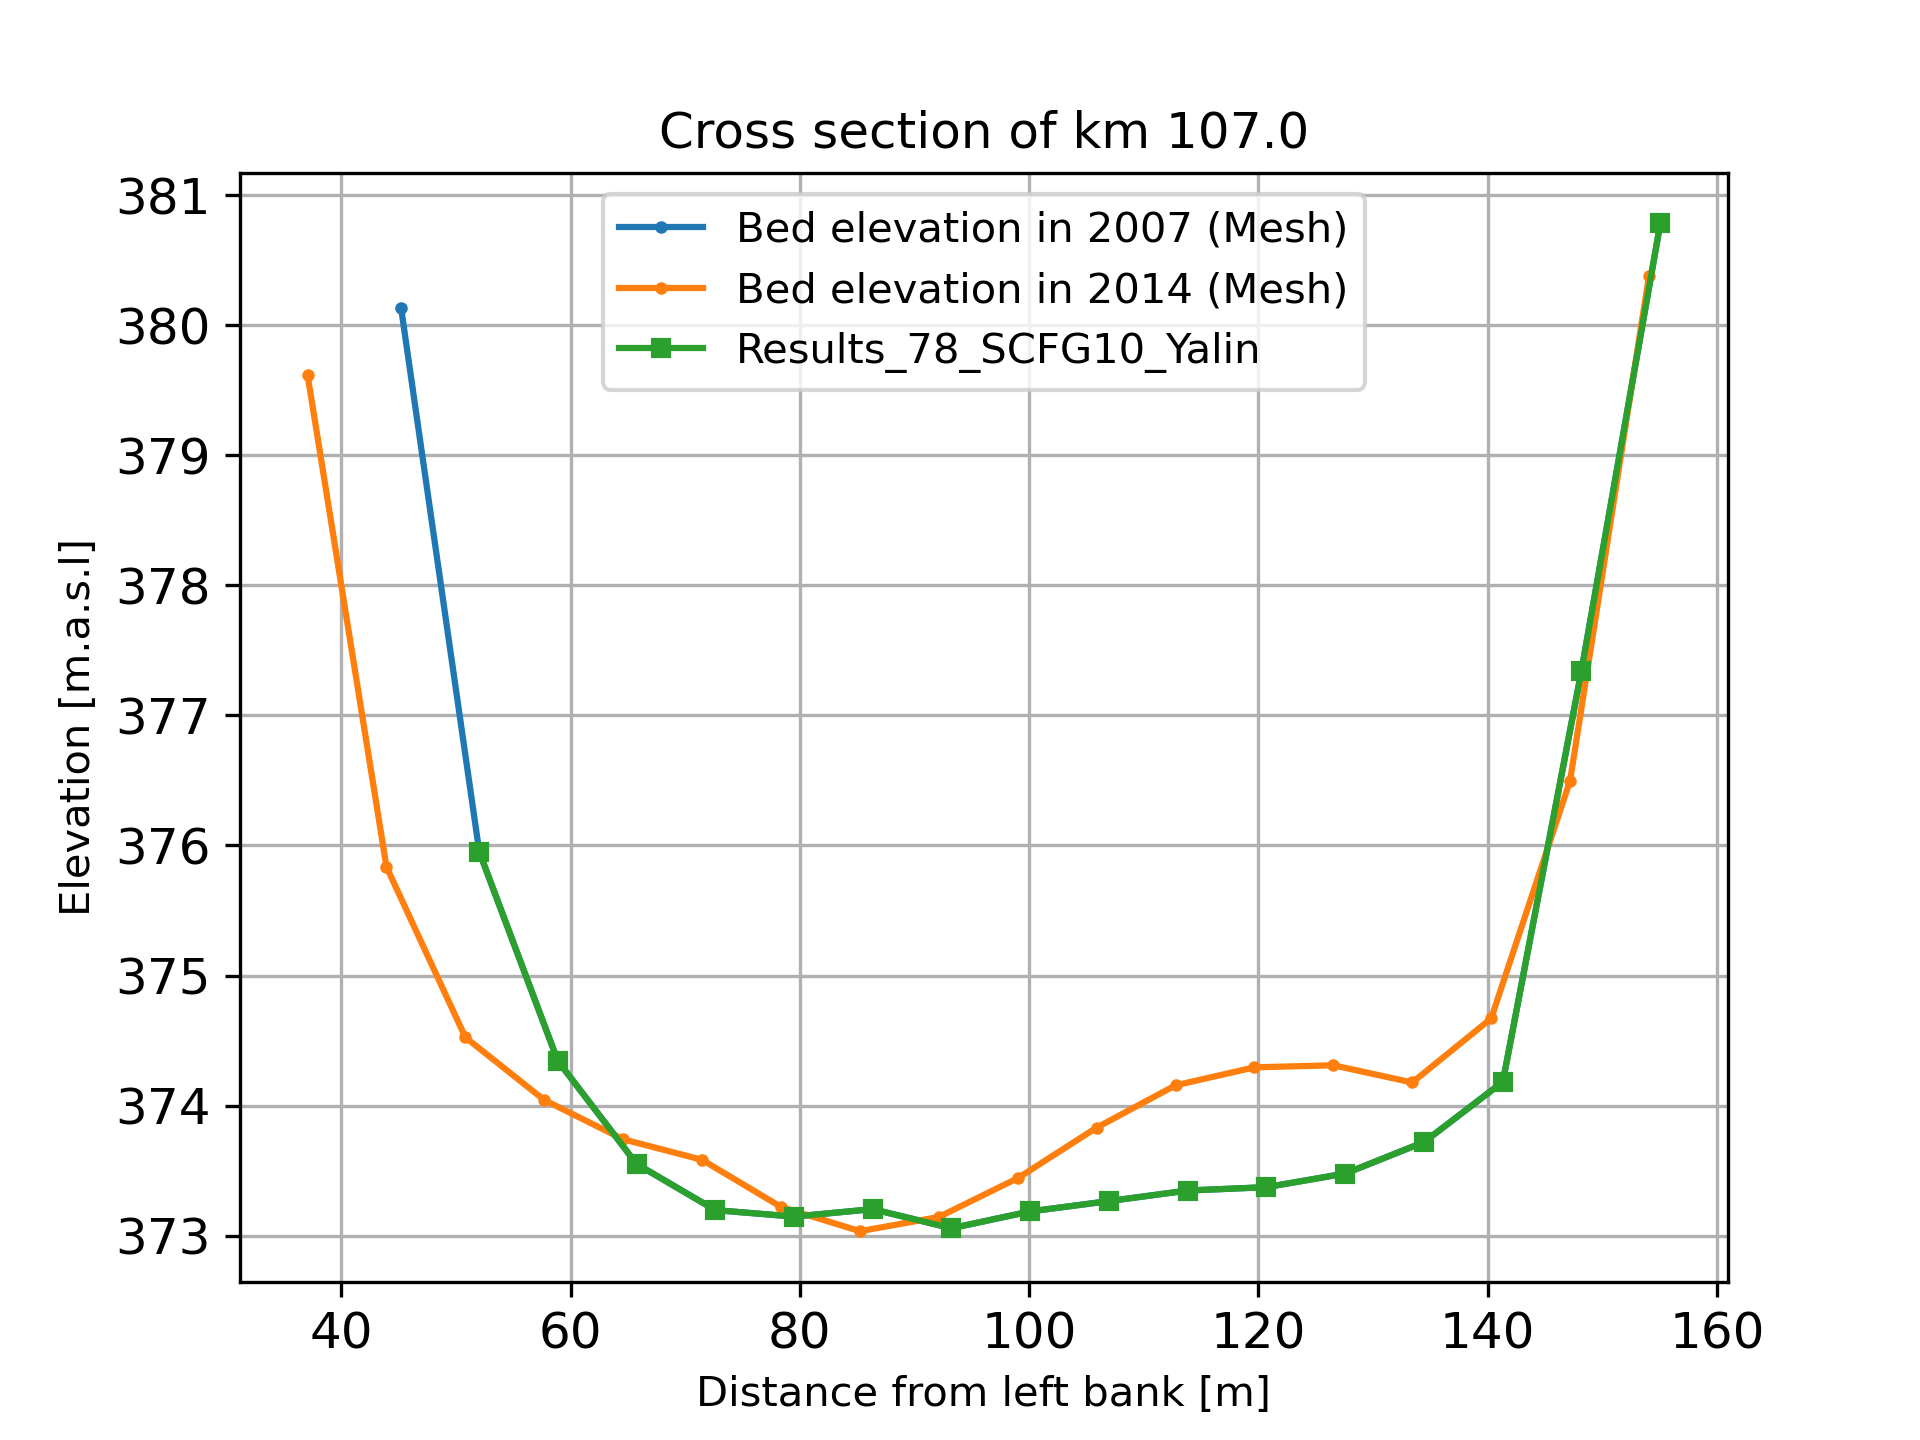 Cross section of km 107.0
Bed elevation in 2007 (Mesh)
Bed elevation in 2014 (Mesh)
Results_78_SCFG10_Yalin
381
380
379
378
377
376
375
374
373
Elevation [m.a.s.l]
40 60 80 100 120 140 160
Distance from left bank [m]